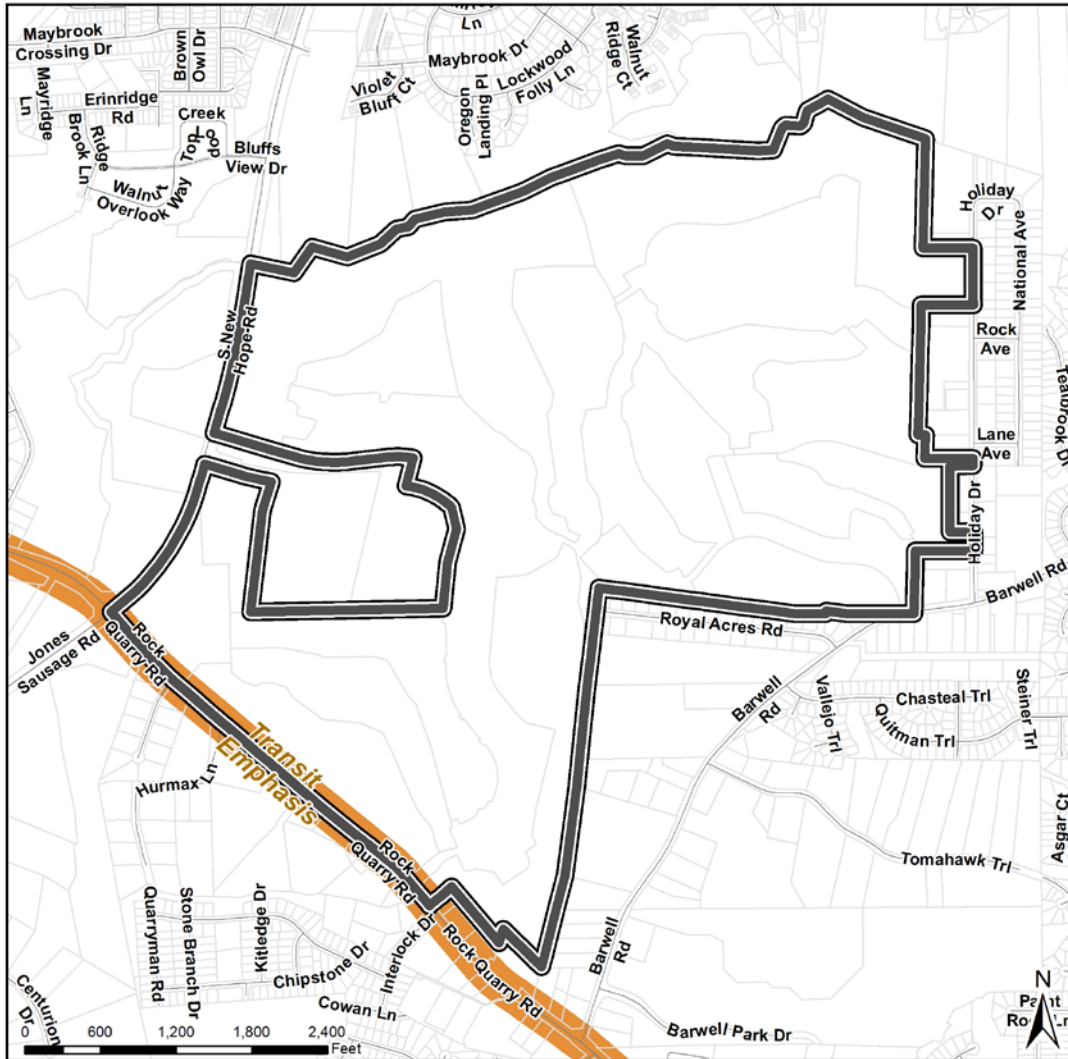 Ln
Maybrook
Crossing Dr
Brown
Owl Dr
Maybrook Dr
Walnut
Ridge Ct
Violet
Bluff Ct
Lockwood
Folly Ln
Mayridge
Ln
Erinridge
Rd
Oregon
Landing Pl
Creek
Top
Loop
Ridge
Brook Ln
Bluffs
View Dr
Walnut
Overlook Way
Holiday
Dr
National Ave
S New
Hope Rd
Rock
Ave
Tealbrook Dr
Lane
Ave
Holiday Dr
Barwell Rd
Royal Acres Rd
Jones
Sausage Rd
Rock
Quarry Rd
Barwell
Rd
Vallejo Trl
Chasteal Trl
Quitman Trl
Steiner Trl
Transit
Emphasis
Hurmax Ln
Rock
Quarry Rd
Tomahawk Trl
Asgar Ct
Quarryman Rd
Stone Branch Dr
Kitledge Dr
Chipstone Dr
Interlock Dr
Rock Quarry Rd
Barwell
Rd
Cowan Ln
Centurion
Dr
Barwell Park Dr
N
0 600 1,200 1,800 2,400
Feet